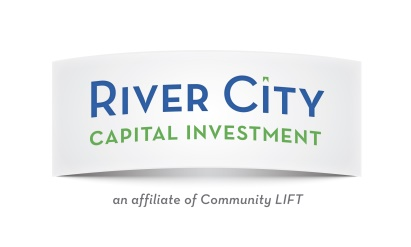 RIVER CITY
CAPITAL INVESTMENT
an affiliate of Community LIFT